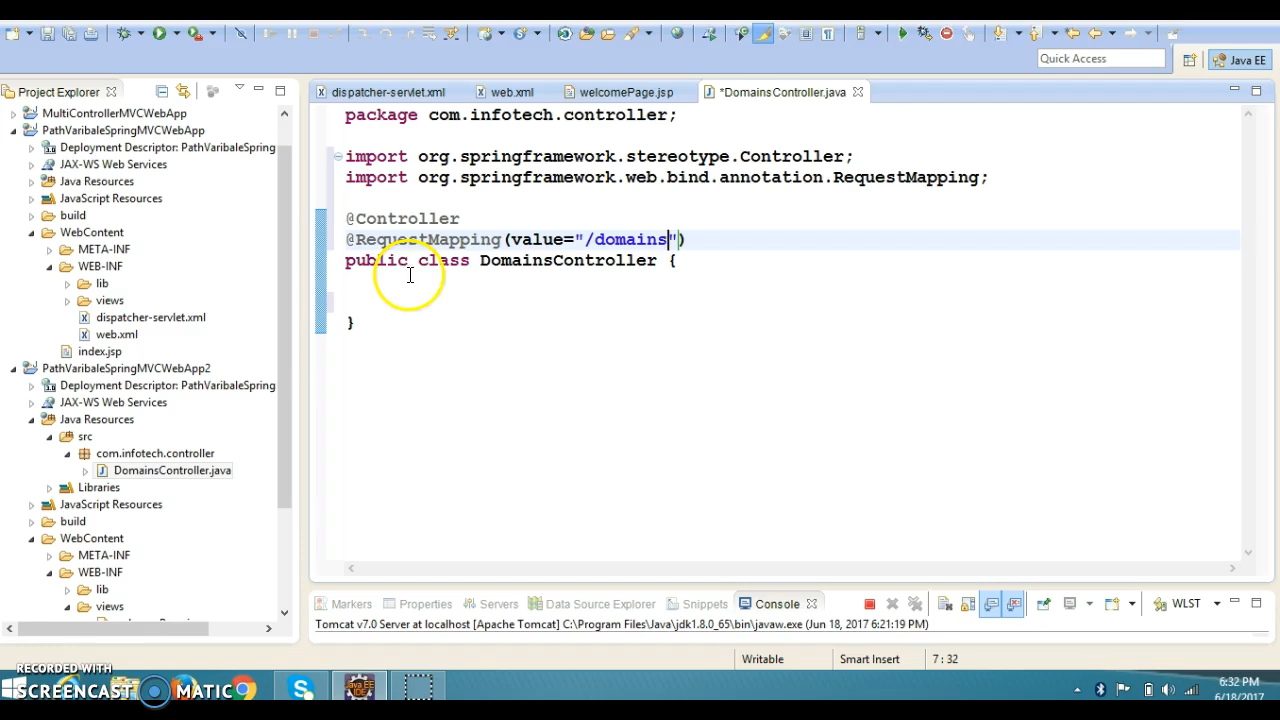 Quick Access
Java EE
Project Explorer
dispatcher-servlet.xml
web.xml
welcomePage.jsp
*DomainsController.java
MultiControllerMVCWebApp
PathVaribaleSpringMVCWebApp
Deployment Descriptor: PathVaribaleSpring
JAX-WS Web Services
Java Resources
JavaScript Resources
build
WebContent
META-INF
WEB-INF
lib
views
dispatcher-servlet.xml
web.xml
index.jsp
PathVaribaleSpringMVCWebApp2
Deployment Descriptor: PathVaribaleSpring
JAX-WS Web Services
Java Resources
src
com.infotech.controller
DomainsController.java
Libraries
JavaScript Resources
build
WebContent
META-INF
WEB-INF
lib
views
package com.infotech.controller;
import org.springframework.stereotype.Controller;
import org.springframework.web.bind.annotation.RequestMapping;
@Controller
@RequestMapping(value="/domains")
public class DomainsController {
}
Markers
Properties
Servers
Data Source Explorer
Snippets
Console
WLST
Tomcat v7.0 Server at localhost [Apache Tomcat] C:\Program Files\Java\jdk1.8.0_65\bin\javaw.exe (Jun 18, 2017 6:21:19 PM)
Writable
Smart Insert
7 : 32
RECORDED WITH
SCREENCAST MATIC
Java EE
IDE
6:32 PM
6/18/2017